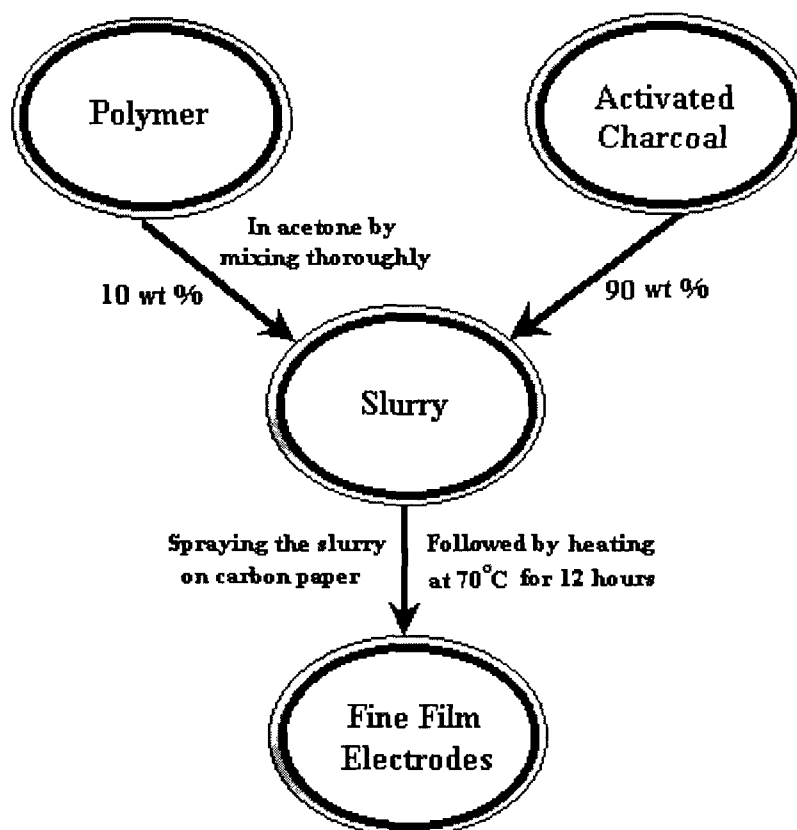 Polymer
Activated
Charcoal
In acetone by
mixing thoroughly
10 wt %
90 wt %
Slurry
Spraying the slurry
on carbon paper
Followed by heating
at 70°C for 12 hours
Fine Film
Electrodes